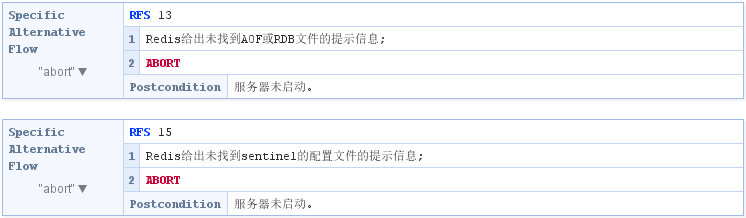 Specific
Alternative
Flow
"abort" ▼
RFS 13
1 Redis给出未找到AOF或RDB文件的提示信息;
2 ABORT
Postcondition 服务器未启动。
Specific
Alternative
Flow
"abort" ▼
RFS 15
1 Redis给出未找到sentinel的配置文件的提示信息;
2 ABORT
Postcondition 服务器未启动。